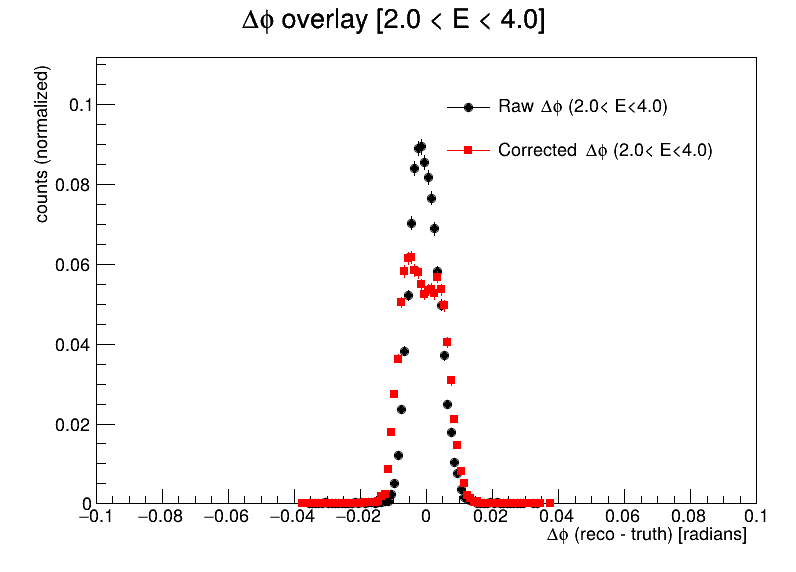 Δϕ overlay [2.0 < E < 4.0]
counts (normalized)
0.1
0.08
0.06
0.04
0.02
0
Raw Δϕ (2.0< E<4.0)
Corrected Δϕ (2.0< E<4.0)
−0.1 −0.08 −0.06 −0.04 −0.02 0 0.02 0.04 0.06 0.08 0.1
Δϕ (reco - truth) [radians]